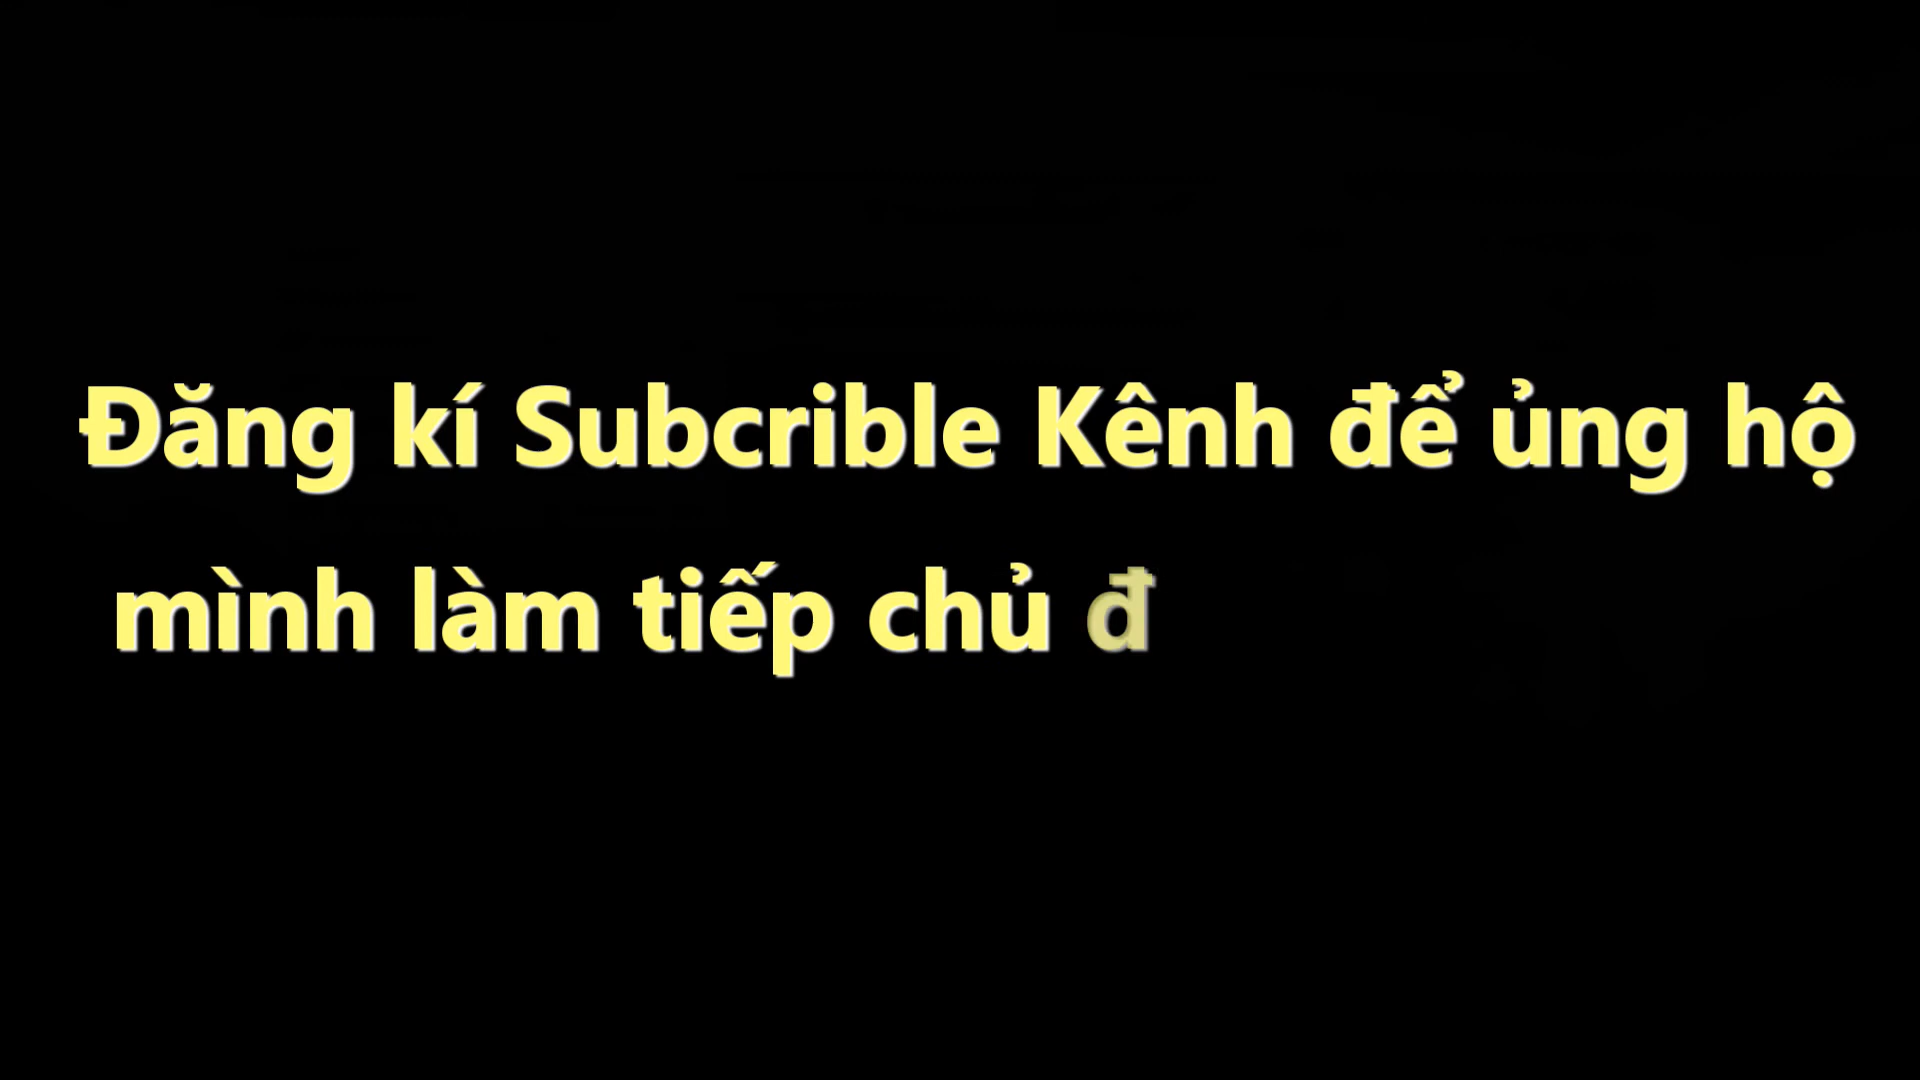 Đăng kí Subcrible Kênh để ủng hộ
mình làm tiếp chủ đ